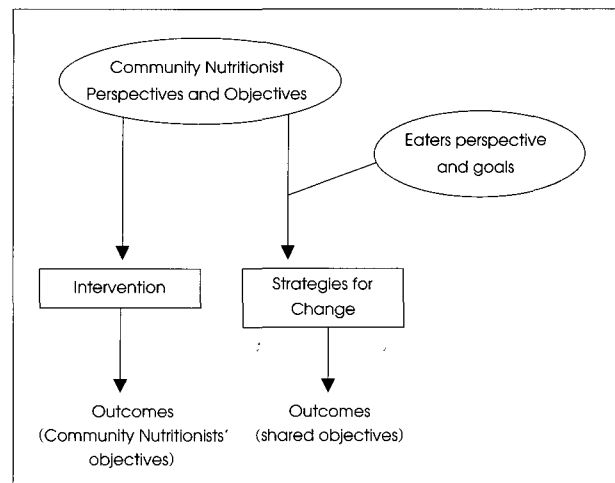 Community Nutritionist
Perspectives and Objectives
Eaters perspective
and goals
Intervention
Strategies for
Change
Outcomes
(Community Nutritionists'
objectives)
Outcomes
(shared objectives)